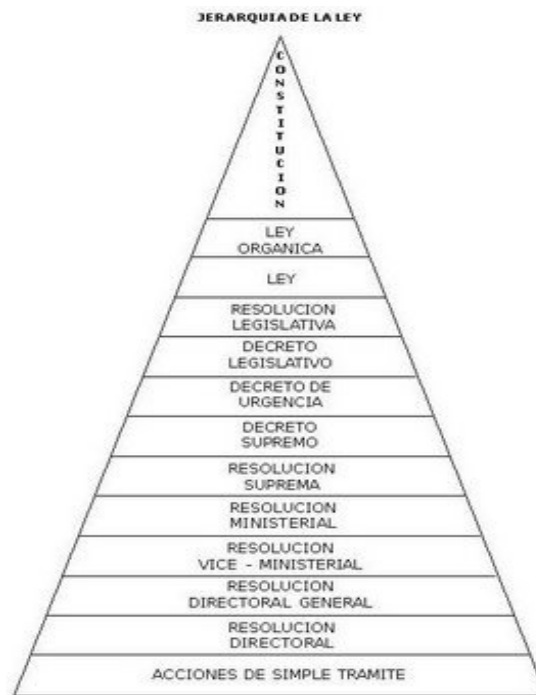 JERARQUIA DE LA LEY
CONSTITUCION
LEY
ORGANICA
LEY
RESOLUCION
LEGISLATIVA
DECRETO
LEGISLATIVO
DECRETO DE
URGENCIA
DECRETO
SUPREMO
RESOLUCION
SUPREMA
RESOLUCION
MINISTERIAL
RESOLUCION
VICE - MINISTERIAL
RESOLUCION
DIRECTORAL GENERAL
RESOLUCION
DIRECTORAL
ACCIONES DE SIMPLE TRAMITE